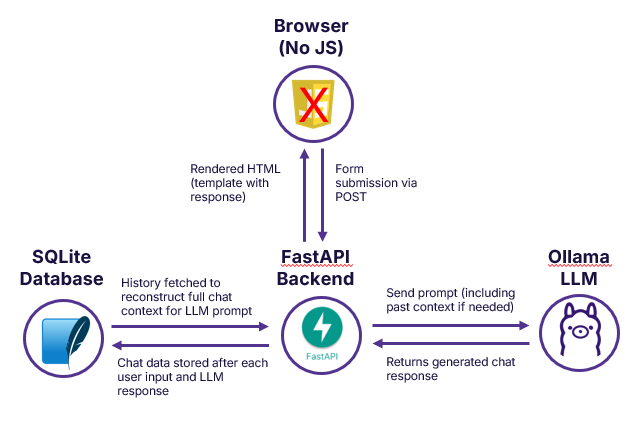 Browser
(No JS)
Rendered HTML
(template with
response)
Form
submission via
POST
SQLite
Database
History fetched to
reconstruct full chat
context for LLM prompt
Chat data stored after each
user input and LLM
response
FastAPI
Backend
FastAPI
Send prompt (including
past context if needed)
Returns generated chat
response
Ollama
LLM